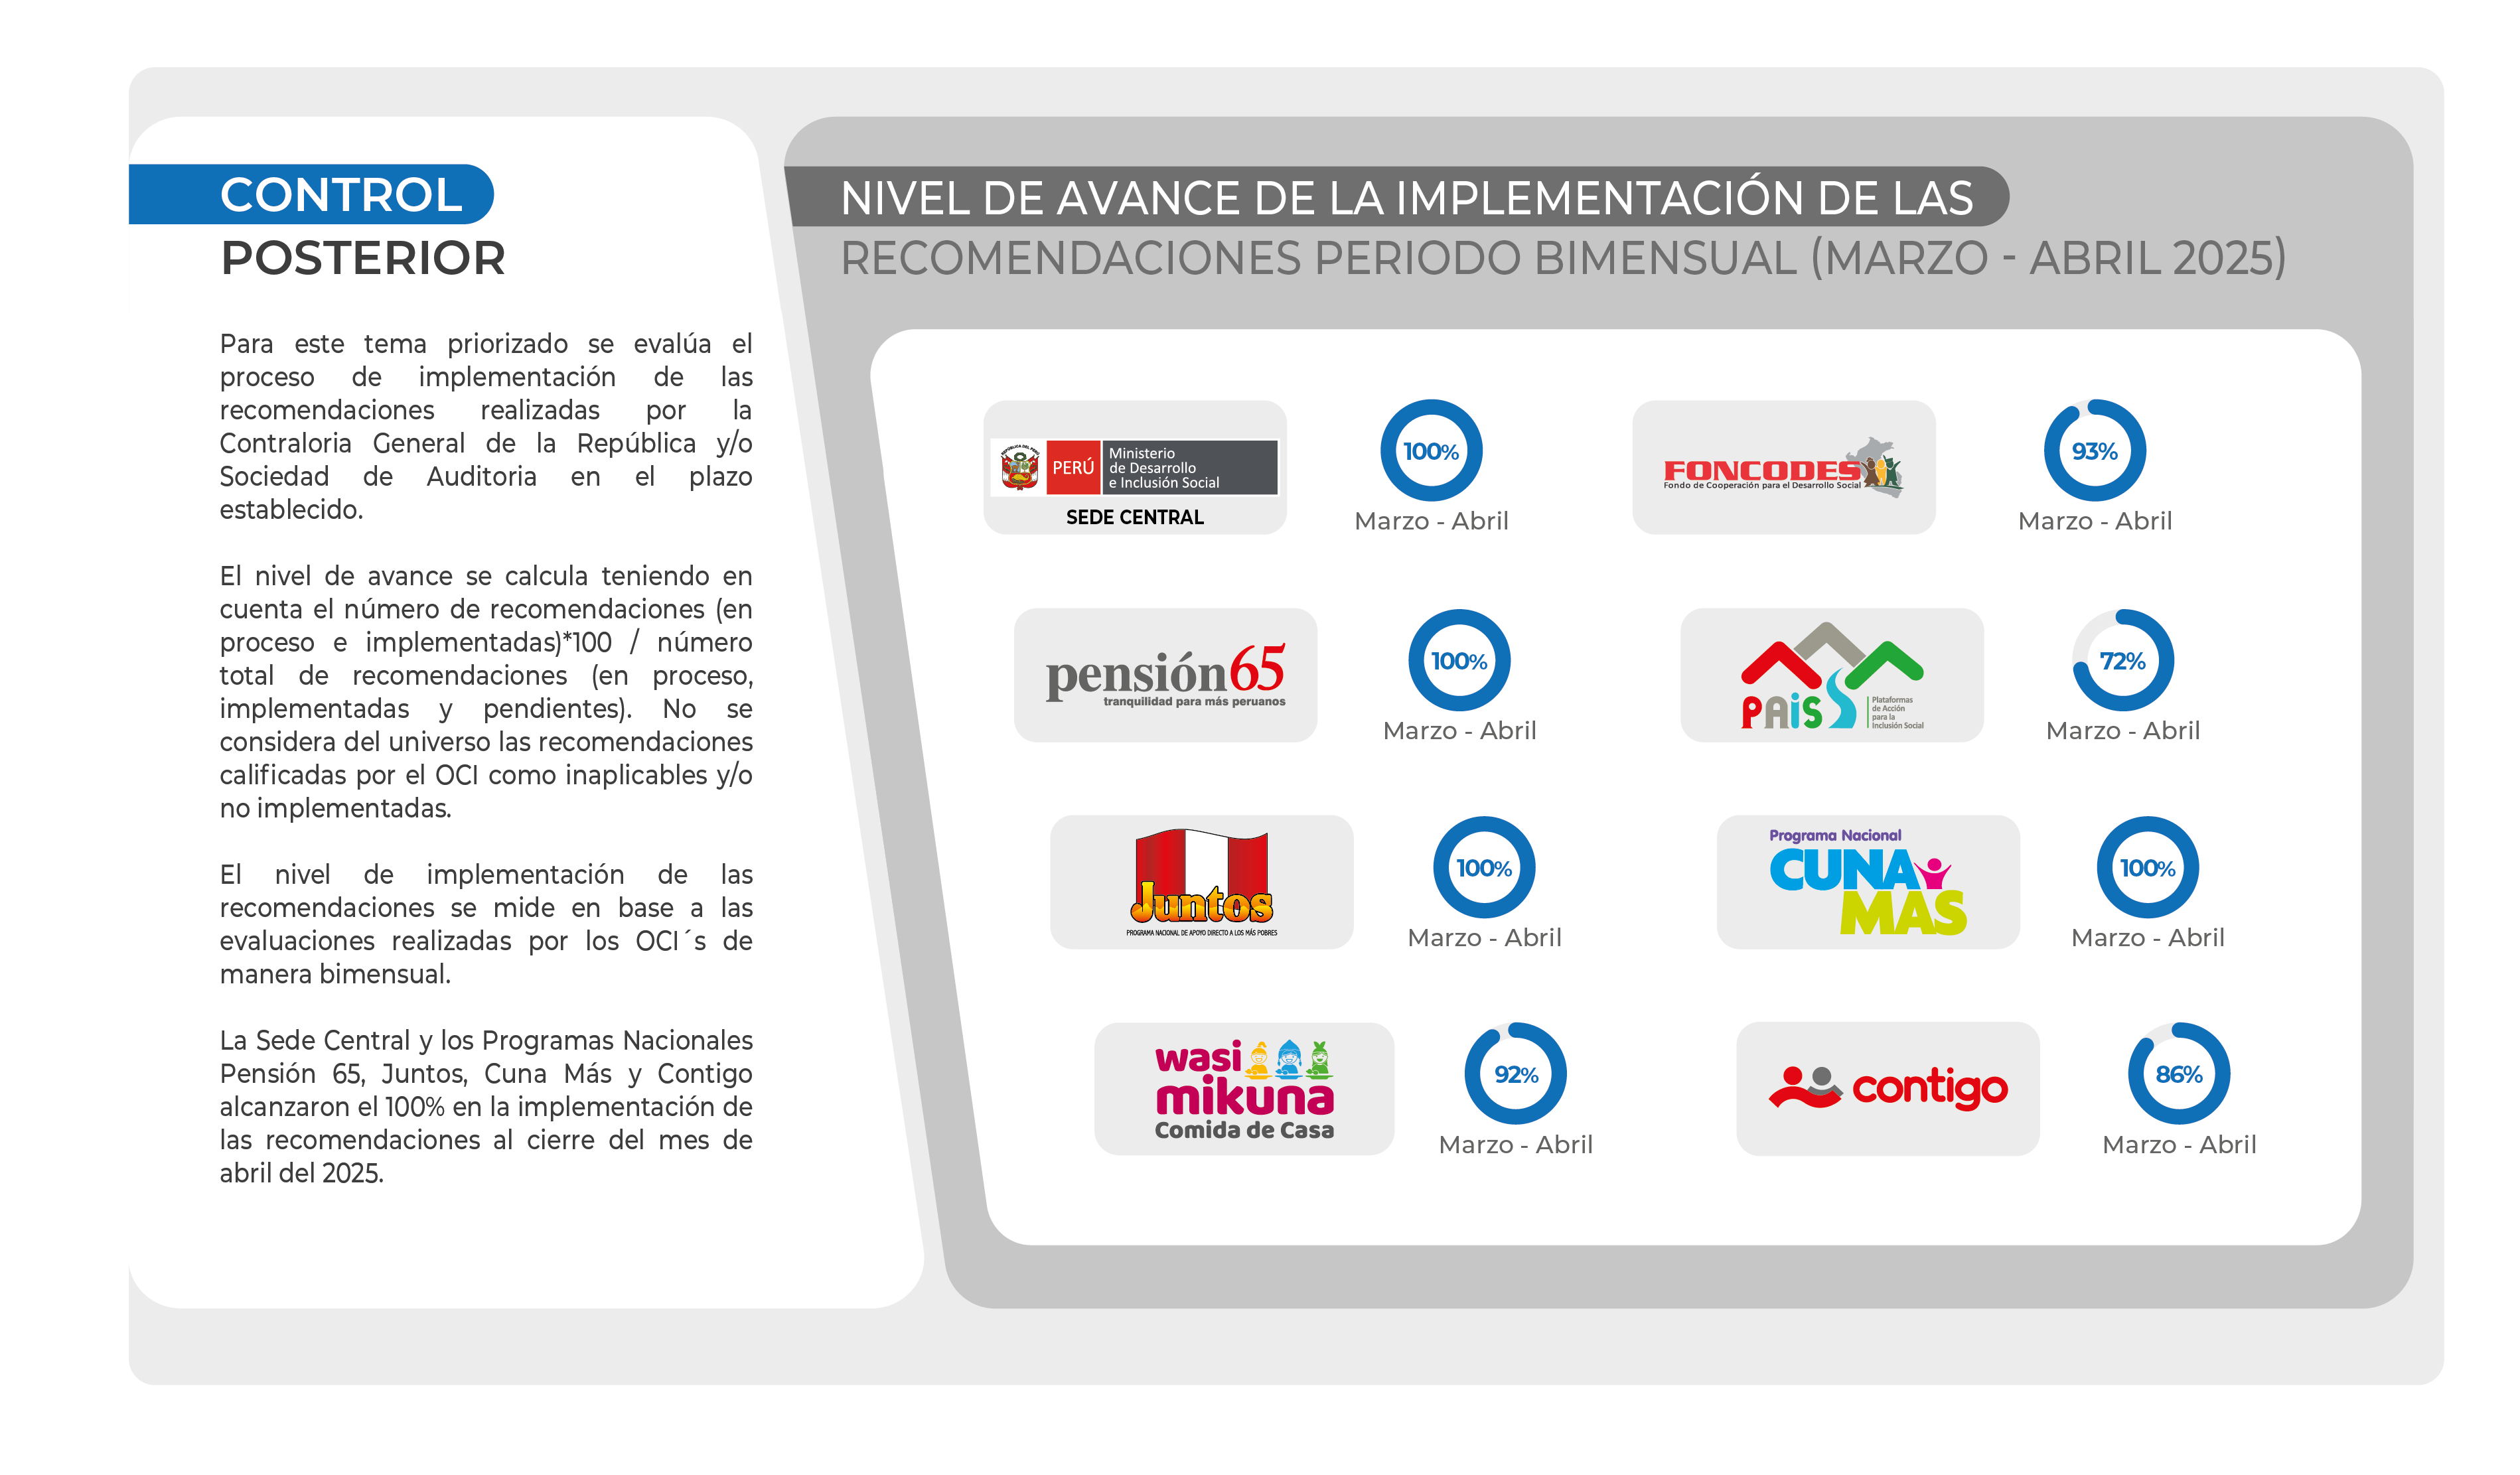 CONTROL
POSTERIOR
Para este tema priorizado se evalúa el
proceso de implementación de las
recomendaciones realizadas por la
Contraloria General de la República y/o
Sociedad de Auditoria en el plazo
establecido.
El nivel de avance se calcula teniendo en
cuenta el número de recomendaciones (en
proceso e implementadas)*100 / número
total de recomendaciones (en proceso,
implementadas y pendientes). No se
considera del universo las recomendaciones
calificadas por el OCI como inaplicables y/o
no implementadas.
El nivel de implementación de las
recomendaciones se mide en base a las
evaluaciones realizadas por los OCI´s de
manera bimensual.
La Sede Central y los Programas Nacionales
Pensión 65, Juntos, Cuna Más y Contigo
alcanzaron el 100% en la implementación de
las recomendaciones al cierre del mes de
abril del 2025.
NIVEL DE AVANCE DE LA IMPLEMENTACIÓN DE LAS
RECOMENDACIONES PERIODO BIMENSUAL (MARZO - ABRIL 2025)
REPÚBLICA DEL PERÚ
PERÚ
Ministerio
de Desarrollo
e Inclusión Social
SEDE CENTRAL
100%
Marzo - Abril
FONCODES
Fondo de Cooperación para el Desarrollo Social
93%
Marzo - Abril
pensión65
tranquilidad para más peruanos
100%
Marzo - Abril
PAiS
Plataformas
de Acción
para la
Inclusión Social
72%
Marzo - Abril
Juntos
PROGRAMA NACIONAL DE APOYO DIRECTO A LOS MÁS POBRES
100%
Marzo - Abril
Programa Nacional
CUNA
MAS
100%
Marzo - Abril
wasi
mikuna
Comida de Casa
92%
Marzo - Abril
contigo
86%
Marzo - Abril